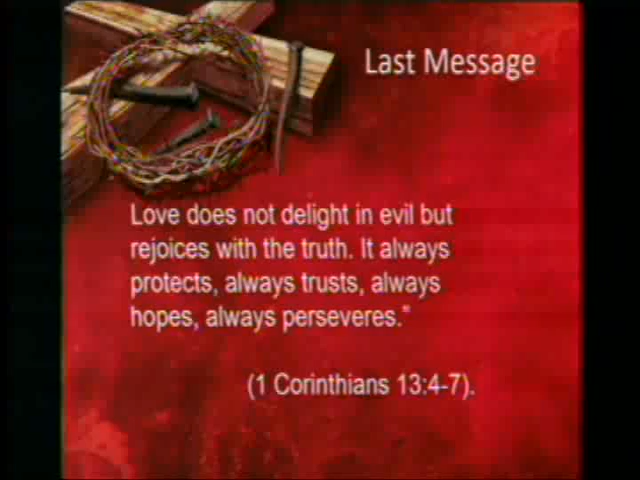 Last Message
Love does not delight in evil but
rejoices with the truth. It always
protects, always trusts, always
hopes, always perseveres.”
(1 Corinthians 13:4-7).